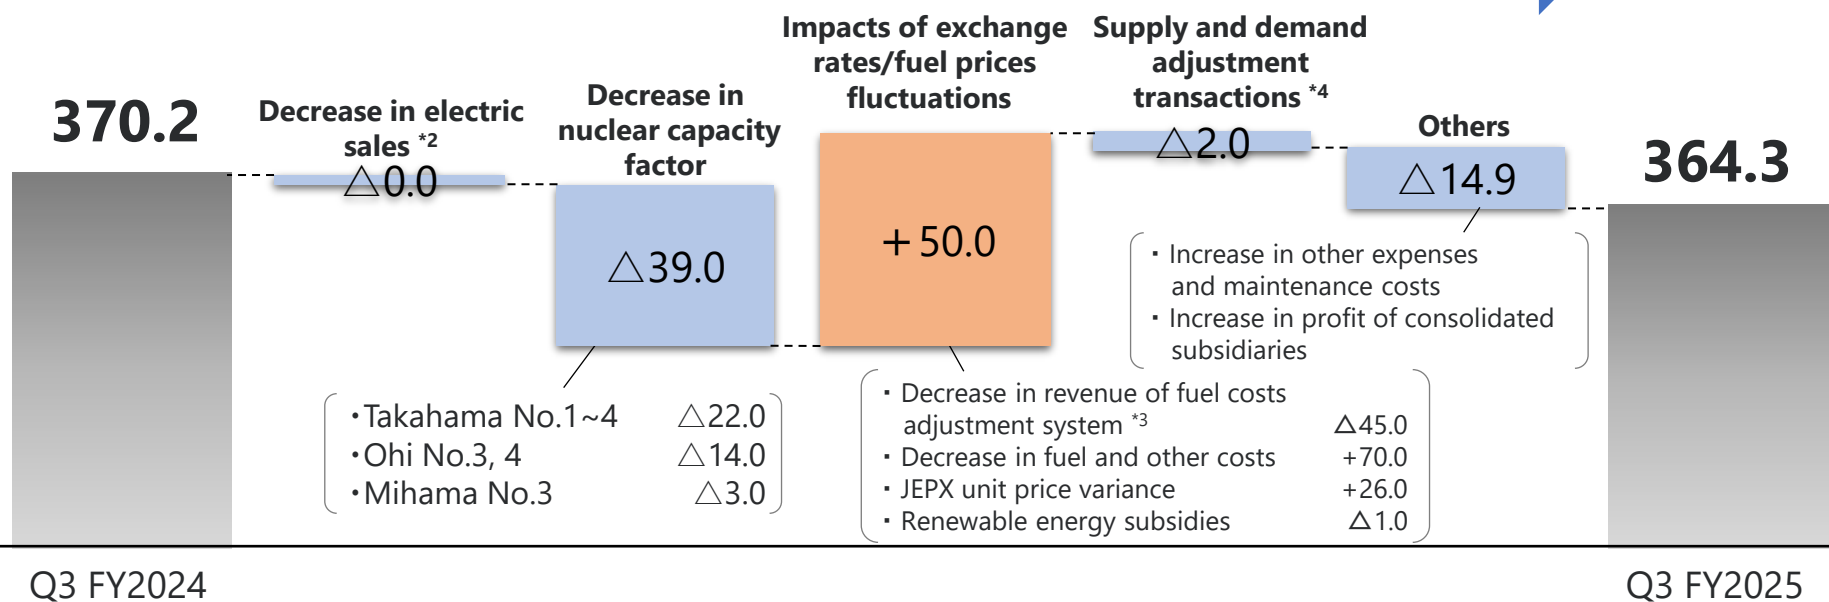 370.2
Decrease in electric
sales *2
△0.0
Decrease in
nuclear capacity
factor
△39.0
・Takahama No.1~4 △22.0
・Ohi No.3, 4 △14.0
・Mihama No.3 △3.0
Impacts of exchange
rates/fuel prices
fluctuations
+50.0
・Decrease in revenue of fuel costs
adjustment system *3 △45.0
・Decrease in fuel and other costs +70.0
・JEPX unit price variance +26.0
・Renewable energy subsidies △1.0
Supply and demand
adjustment
transactions *4
△2.0
Others
△14.9
・Increase in other expenses
and maintenance costs
・Increase in profit of consolidated
subsidiaries
364.3
Q3 FY2024
Q3 FY2025